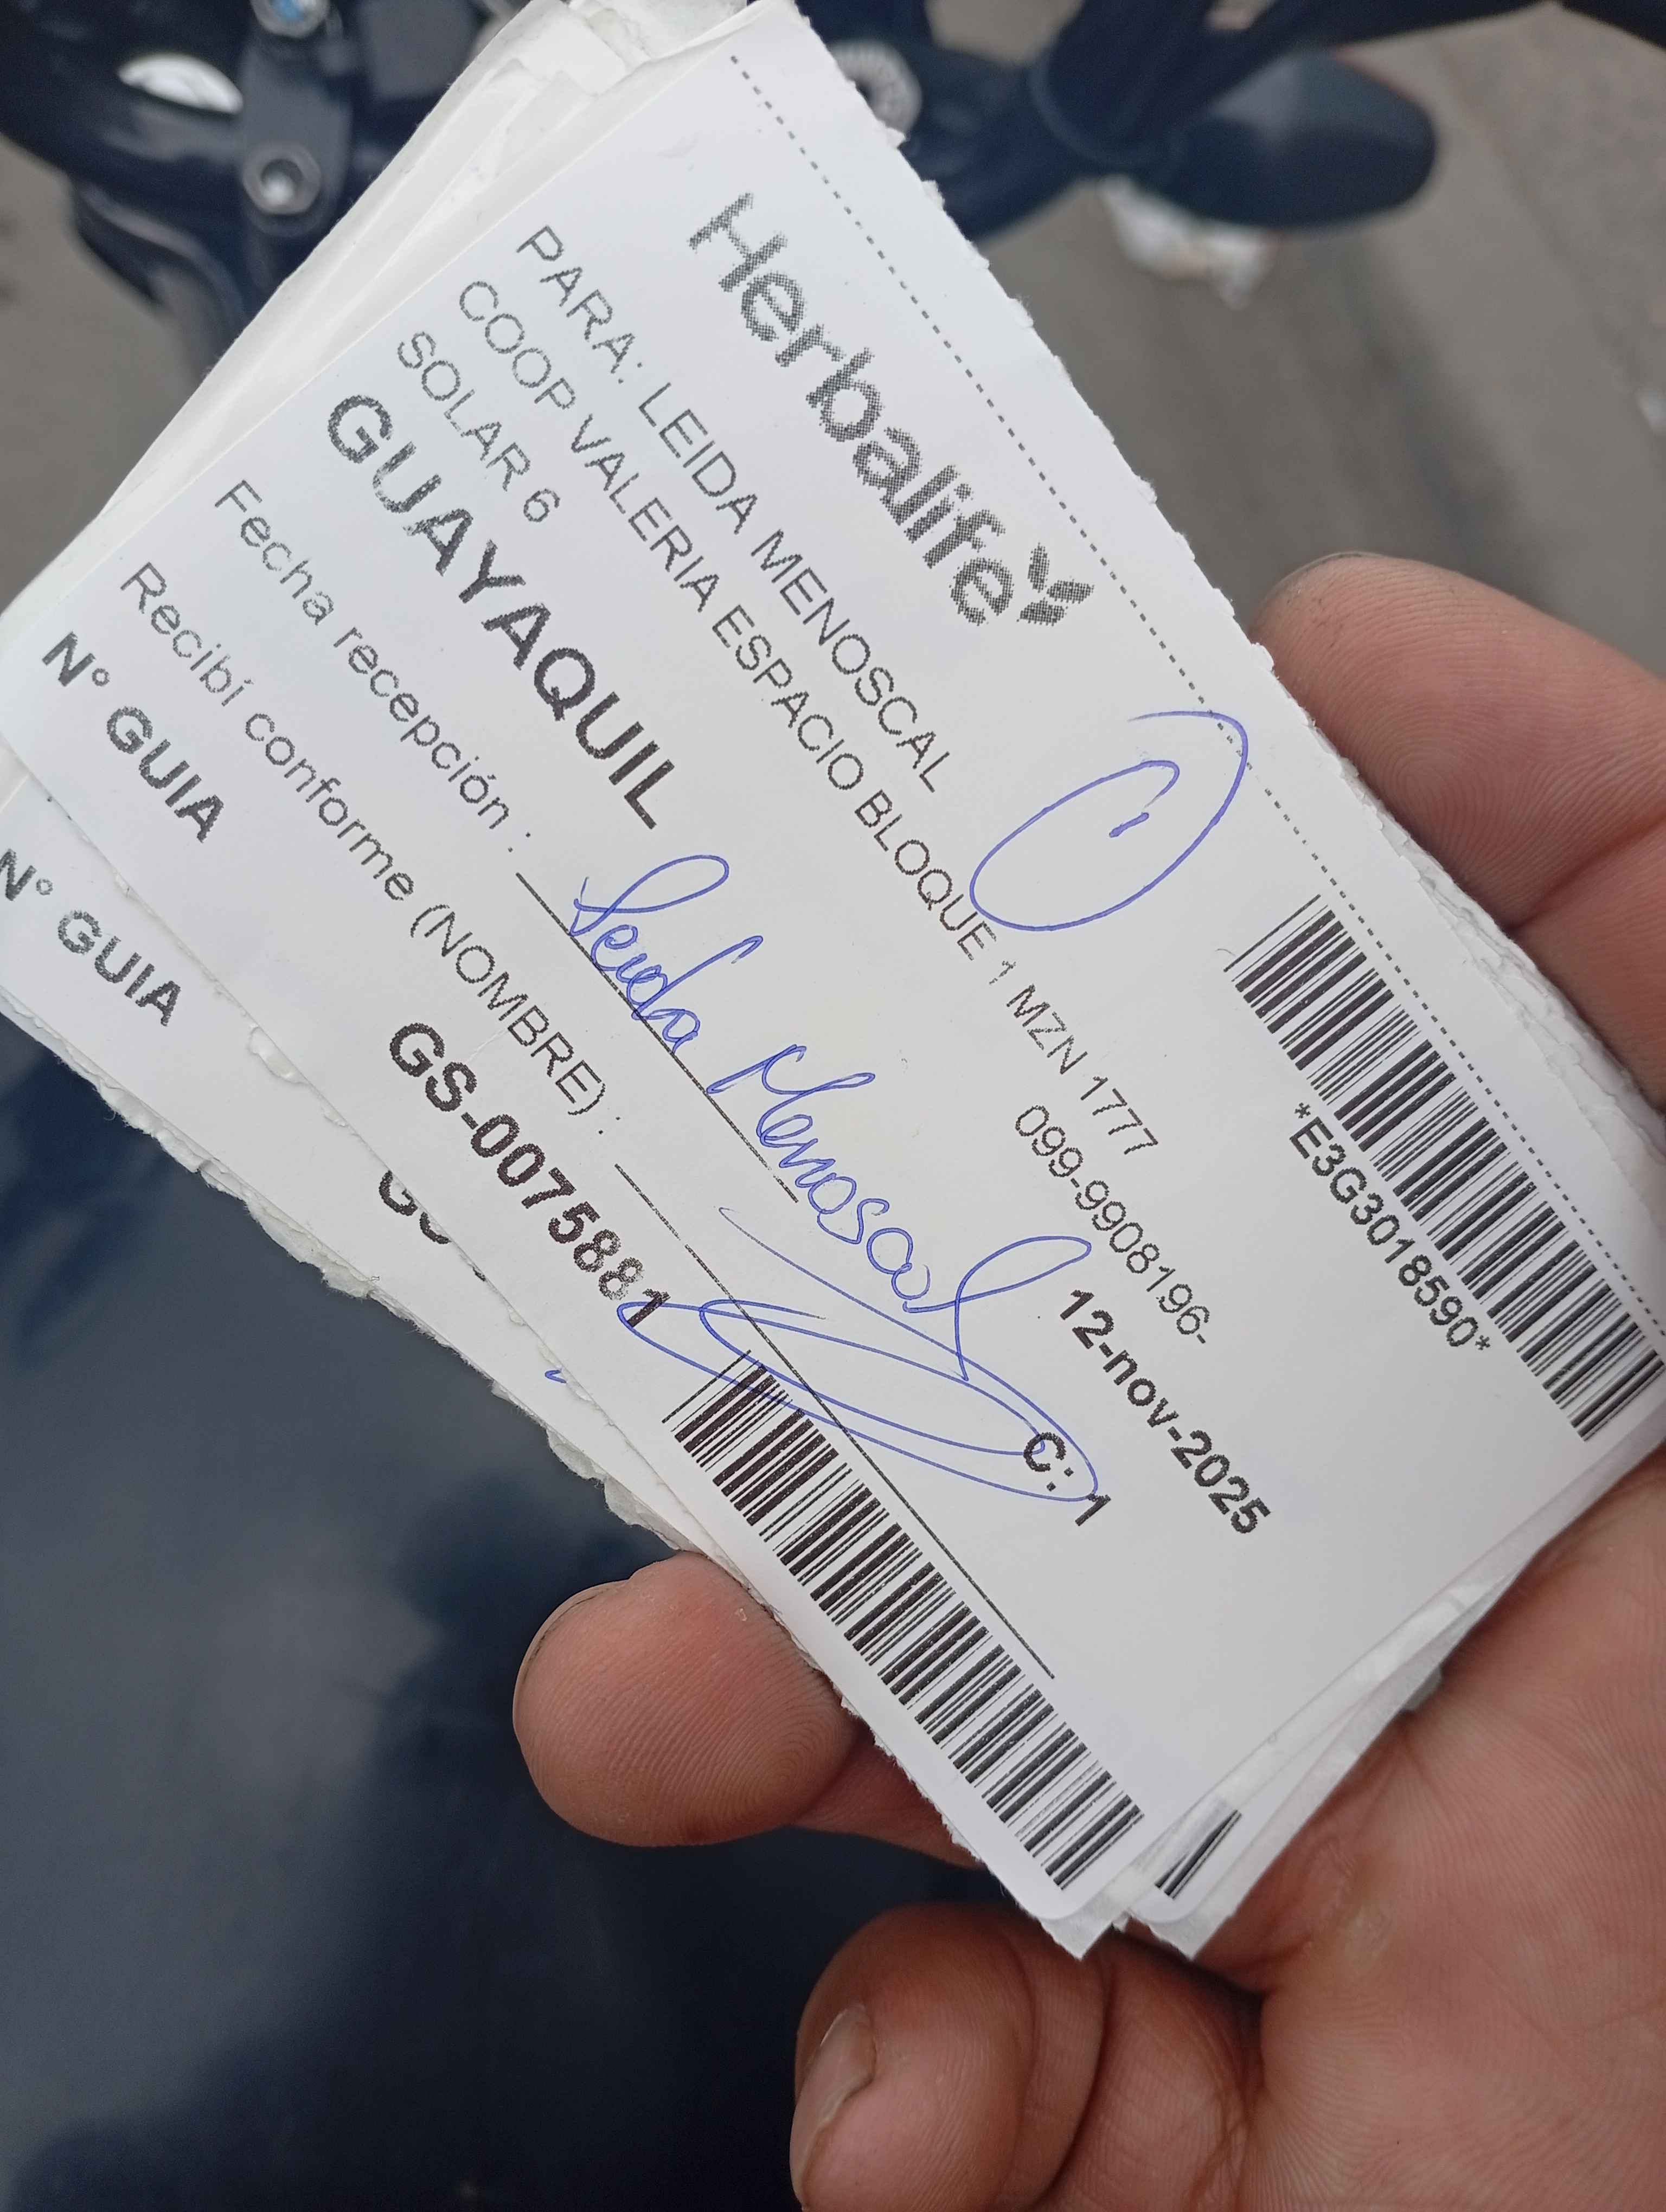 Herbalife
*E3G3018590*
PARA: LEIDA MENOSCAL
COOP VALERIA ESPACIO BLOQUE 1 MZN 1777
SOLAR 6
099-9908196-
GUAYAQUIL
12-nov-2025
Fecha recepción :
Leida Menoscal
C: 1
Recibí conforme (NOMBRE) :
N° GUIA
GS-0075881
N° GUIA